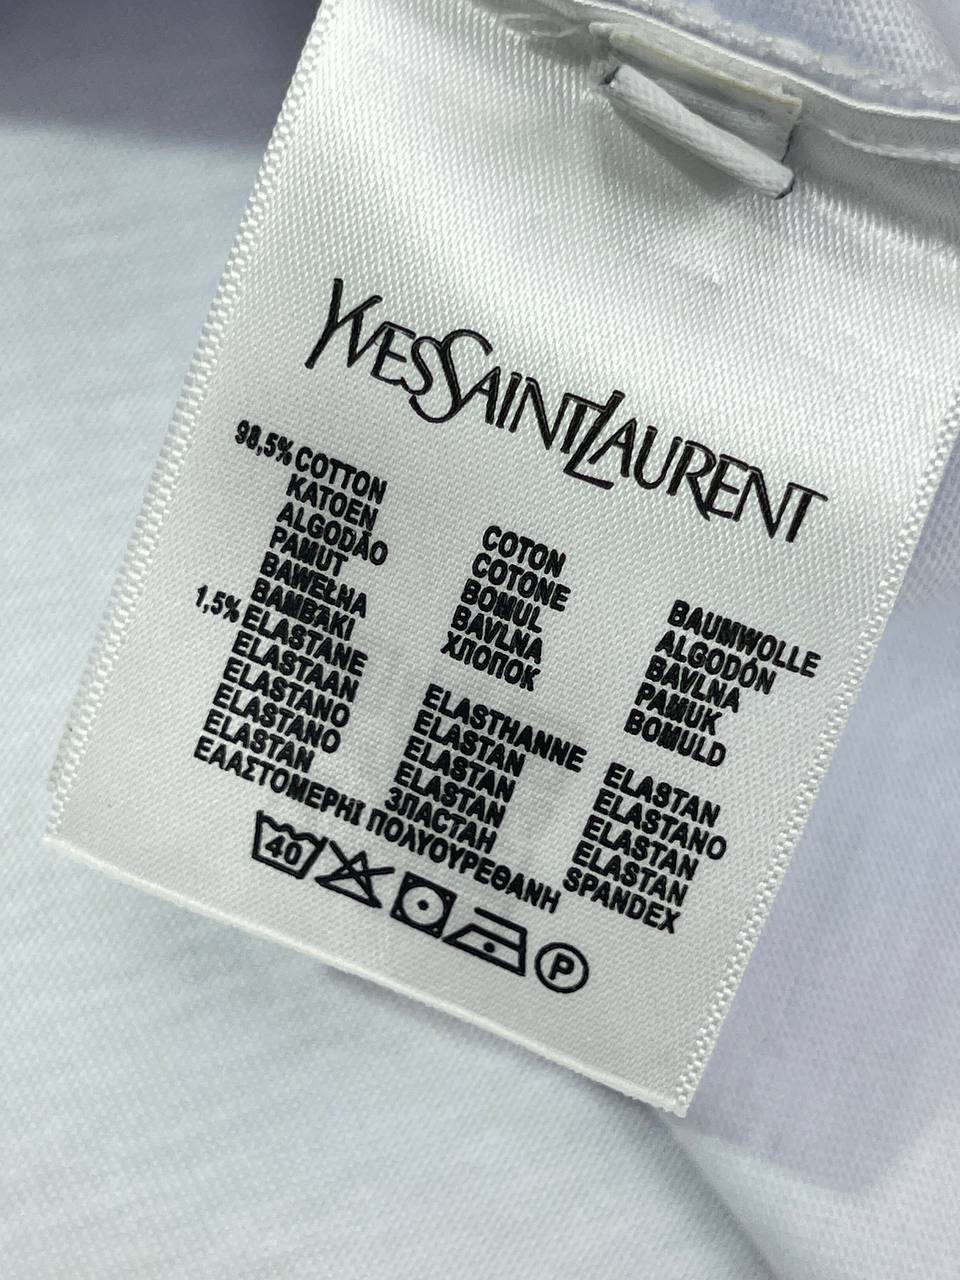 YVESSAINTLAURENT
98,5% COTTON COTON BAUMWOLLE
KATOEN COTONE ALGODÓN
ALGODÃO BOMUL BAVLNA
PAMUT BAVLNA PAMUK
BAWEŁNA ХЛОПОК BOMULD
BAMBAKI
1,5% ELASTANE ELASTHANNE ELASTAN
ELASTAAN ELASTAN ELASTANO
ELASTANO ELASTAN ELASTAN
ELASTANO ELASTAN ELASTAN
ELASTAN ЗПАСТАН SPANDEX
ΕΛΑΣΤΟΜΕΡΗΣ ΠΟΛΥΟΥΡΕΘΑΝΗ
40
P